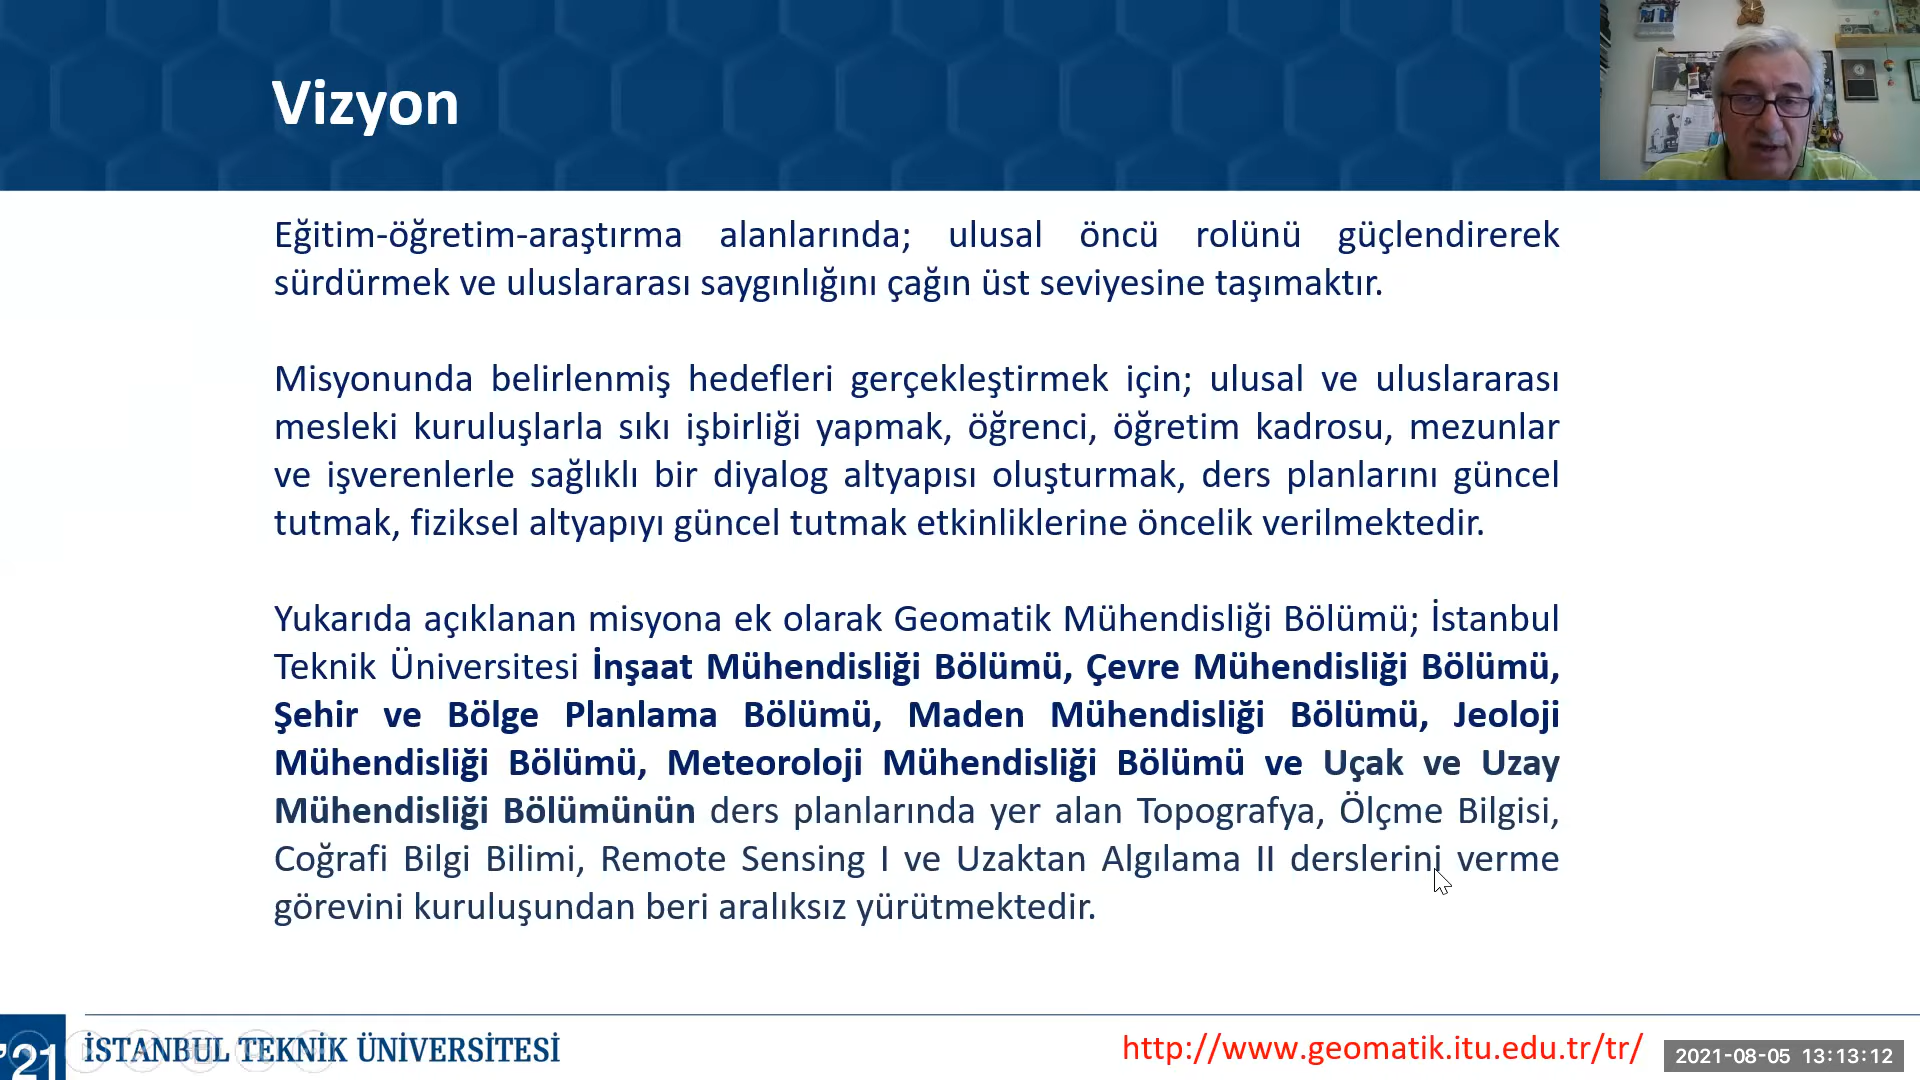 Vizyon
Eğitim-öğretim-araştırma alanlarında; ulusal öncü rolünü güçlendirerek
sürdürmek ve uluslararası saygınlığını çağın üst seviyesine taşımaktır.
Misyonunda belirlenmiş hedefleri gerçekleştirmek için; ulusal ve uluslararası
mesleki kuruluşlarla sıkı işbirliği yapmak, öğrenci, öğretim kadrosu, mezunlar
ve işverenlerle sağlıklı bir diyalog altyapısı oluşturmak, ders planlarını güncel
tutmak, fiziksel altyapıyı güncel tutmak etkinliklerine öncelik verilmektedir.
Yukarıda açıklanan misyona ek olarak Geomatik Mühendisliği Bölümü; İstanbul
Teknik Üniversitesi İnşaat Mühendisliği Bölümü, Çevre Mühendisliği Bölümü,
Şehir ve Bölge Planlama Bölümü, Maden Mühendisliği Bölümü, Jeoloji
Mühendisliği Bölümü, Meteoroloji Mühendisliği Bölümü ve Uçak ve Uzay
Mühendisliği Bölümünün ders planlarında yer alan Topografya, Ölçme Bilgisi,
Coğrafi Bilgi Bilimi, Remote Sensing I ve Uzaktan Algılama II derslerini verme
görevini kuruluşundan beri aralıksız yürütmektedir.
'21 İSTANBUL TEKNİK ÜNİVERSİTESİ
http://www.geomatik.itu.edu.tr/tr/
2021-08-05 13:13:12